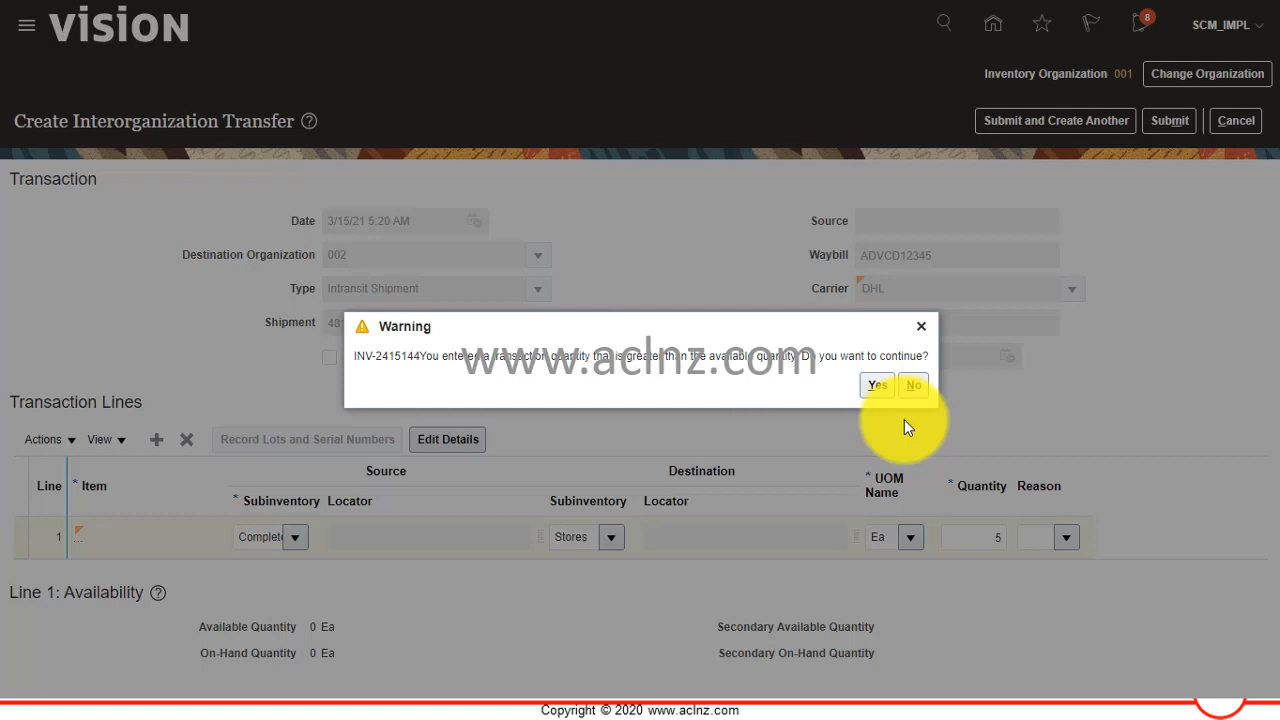 vision
8
SCM_IMPL
Inventory Organization 001 Change Organization
Create Interorganization Transfer ?
Submit and Create Another Submit Cancel
Transaction
Date 3/15/21 5:20 AM Source
Destination Organization 002 Waybill ADVCD12345
Type Intransit Shipment Carrier DHL
Shipment
Warning
INV-2415144You entered a transaction quantity that is greater than the available quantity. Do you want to continue?
www.aclnz.com
Yes No
Transaction Lines
Actions View Record Lots and Serial Numbers Edit Details
Source Destination
Line * Item * Subinventory Locator Subinventory Locator * UOM Name * Quantity Reason
1 ... Complet Stores Ea 5
Line 1: Availability ?
Available Quantity 0 Ea Secondary Available Quantity
On-Hand Quantity 0 Ea Secondary On-Hand Quantity
Copyright © 2020 www.aclnz.com